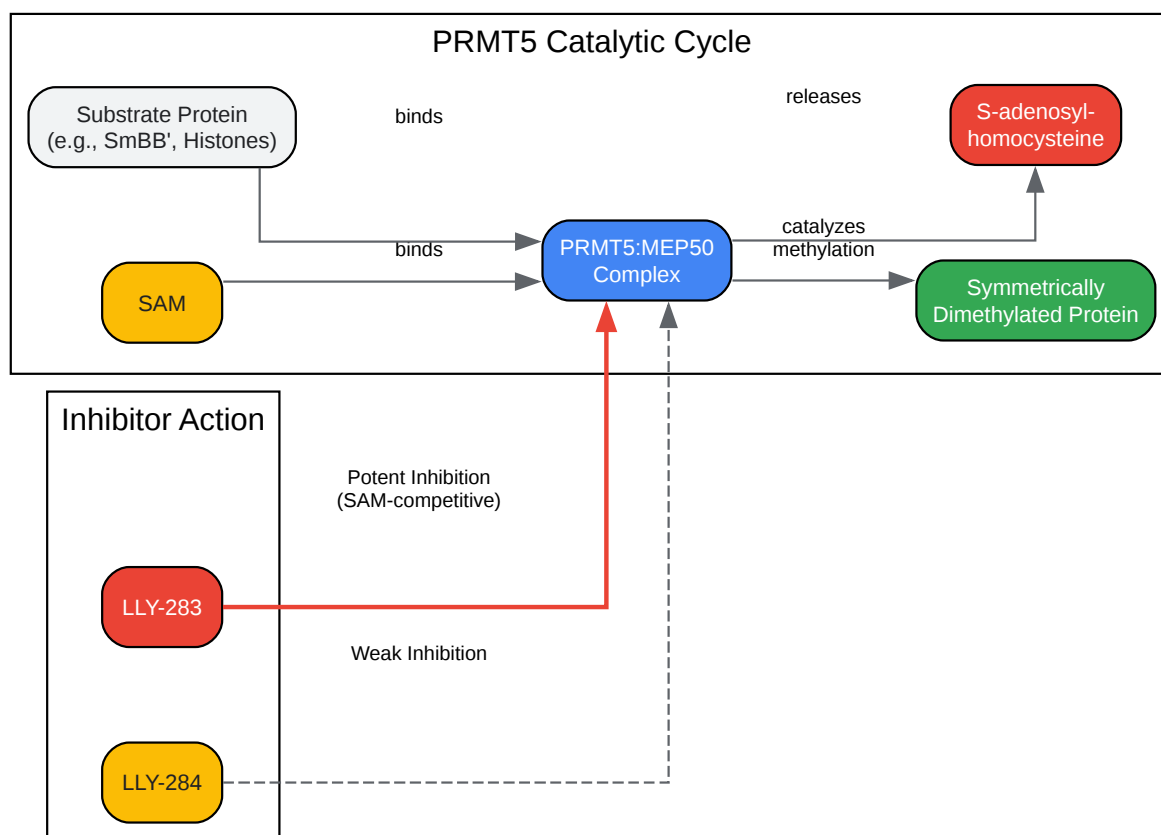 PRMT5 Catalytic Cycle
Substrate Protein
(e.g., SmBB', Histones)
binds
releases
S-adenosyl-
homocysteine
binds
PRMT5:MEP50
Complex
catalyzes
methylation
SAM
Symmetrically
Dimethylated Protein
Inhibitor Action
Potent Inhibition
(SAM-competitive)
LLY-283
Weak Inhibition
LLY-284